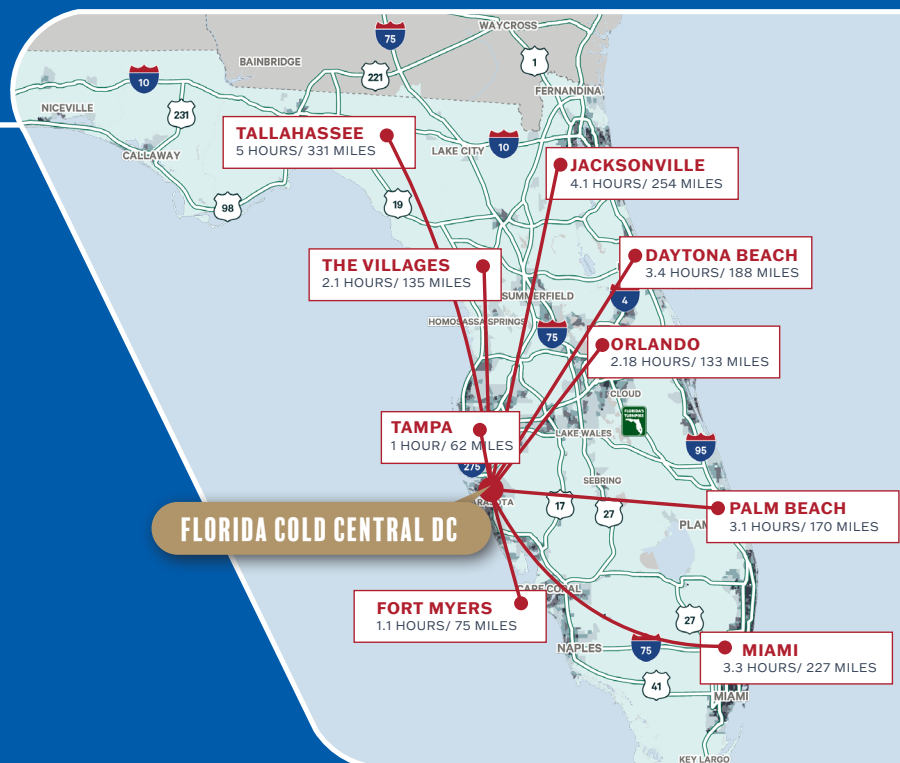 WAYCROSS
75
1
BAINBRIDGE
221
10
FERNANDINA
NICEVILLE
231
TALLAHASSEE
5 HOURS/ 331 MILES
LAKE CITY
10
CALLAWAY
JACKSONVILLE
4.1 HOURS/ 254 MILES
98
19
THE VILLAGES
2.1 HOURS/ 135 MILES
DAYTONA BEACH
3.4 HOURS/ 188 MILES
SUMMERFIELD
4
HOMOSASSA SPRINGS
75
ORLANDO
2.18 HOURS/ 133 MILES
CLOUD
FLORIDA'S
TURNPIKE
TAMPA
1 HOUR/ 62 MILES
LAKE WALES
95
275
SEBRING
RASOTA
17
27
PALM BEACH
3.1 HOURS/ 170 MILES
PLAN
FLORIDA COLD CENTRAL DC
CAPE CORAL
FORT MYERS
1.1 HOURS/ 75 MILES
27
NAPLES
75
MIAMI
3.3 HOURS/ 227 MILES
41
MIAMI
KEY LARGO